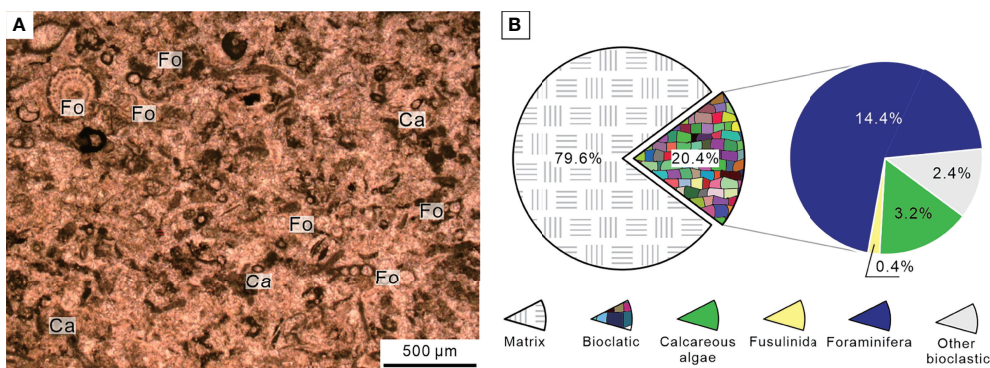 A
Fo
Fo
Fo
Ca
Fo
Fo
Ca
Fo
Ca
500 µm
B
79.6%
20.4%
14.4%
2.4%
3.2%
0.4%
Matrix
Bioclatic
Calcareous
algae
Fusulinida
Foraminifera
Other
bioclastic